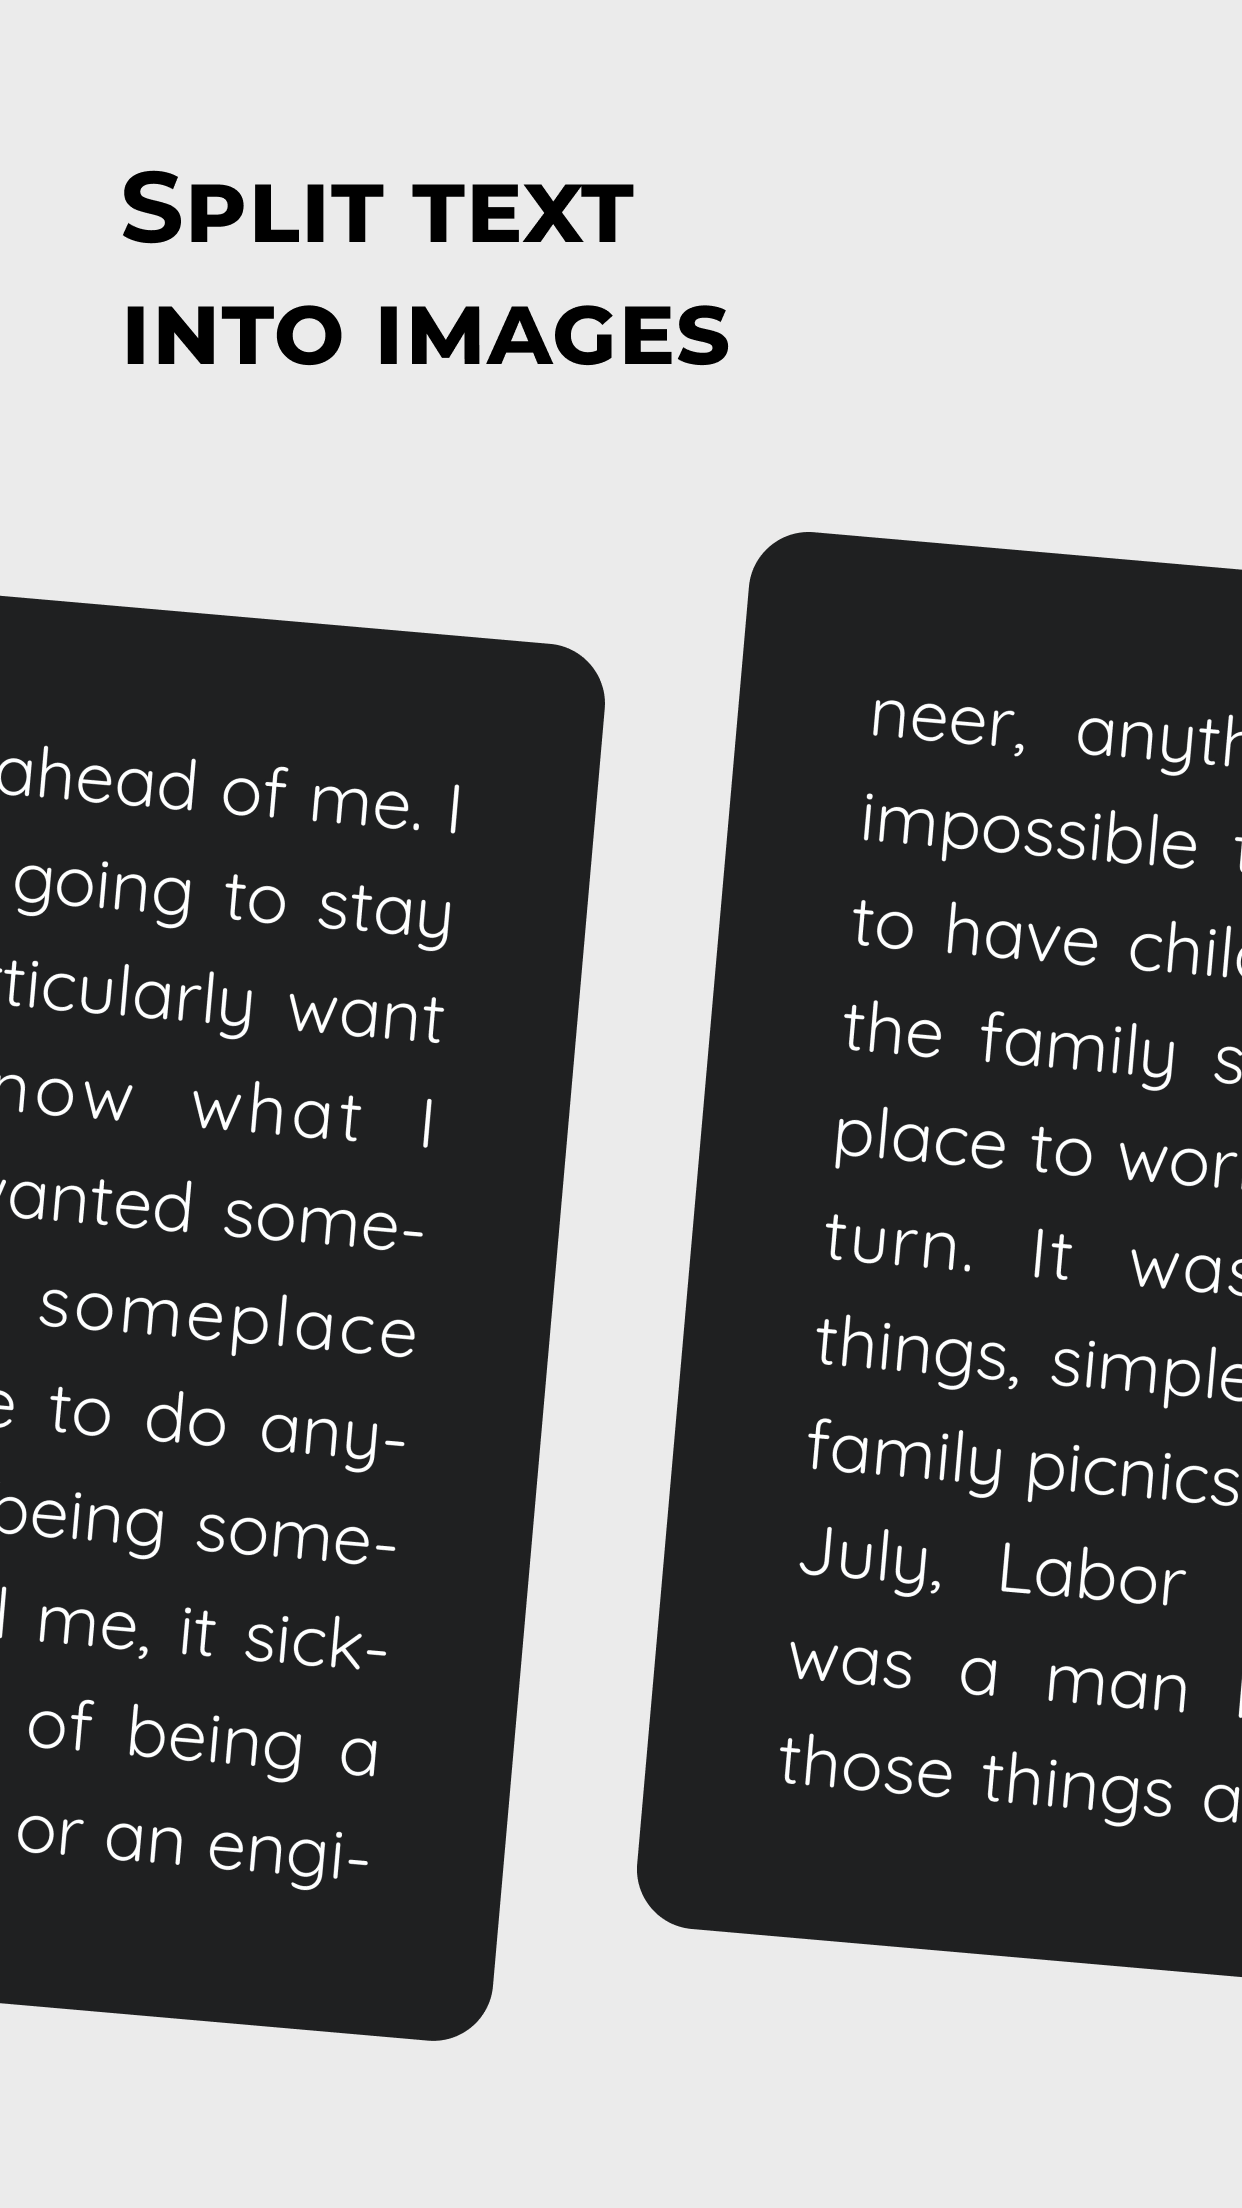 Split text
into images
ahead of me. I
going to stay
ticularly want
now what I
wanted some-
someplace
to do any-
being some-
me, it sick-
of being a
or an engi-
neer, anyth
impossible t
to have chil
the family s
place to wor
turn. It was
things, simple
family picnics
July, Labor
was a man
those things a